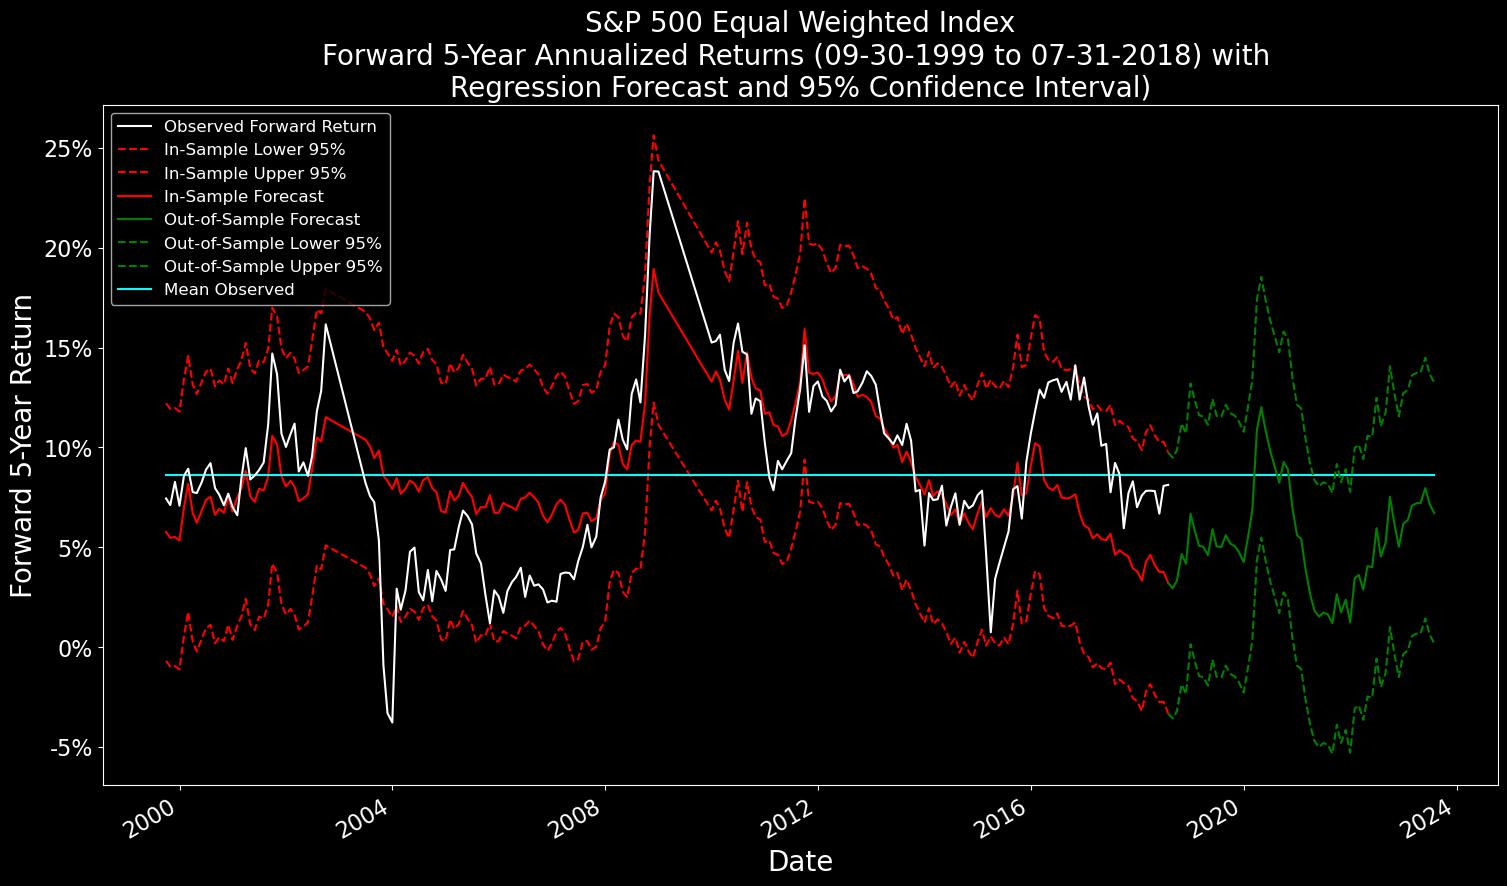 S&P 500 Equal Weighted Index
Forward 5-Year Annualized Returns (09-30-1999 to 07-31-2018) with
Regression Forecast and 95% Confidence Interval)
Observed Forward Return
In-Sample Lower 95%
In-Sample Upper 95%
In-Sample Forecast
Out-of-Sample Forecast
Out-of-Sample Lower 95%
Out-of-Sample Upper 95%
Mean Observed
Forward 5-Year Return
25%
20%
15%
10%
5%
0%
-5%
2000
2004
2008
2012
2016
2020
2024
Date